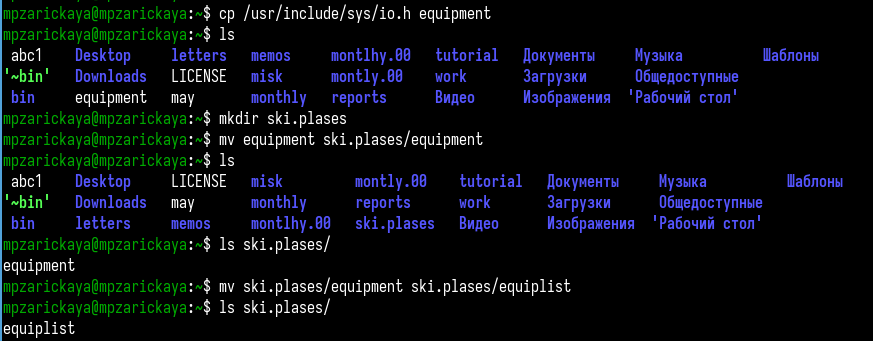 mpzarickaya@mpzarickaya:~$ cp /usr/include/sys/io.h equipment
mpzarickaya@mpzarickaya:~$ ls
 abc1    Desktop    letters   memos    montlhy.00   tutorial   Документы     Музыка          Шаблоны
'~bin'   Downloads   LICENSE   misk     montly.00    work       Загрузки      Общедоступные
 bin     equipment   may       monthly   reports      Видео      Изображения  'Рабочий стол'
mpzarickaya@mpzarickaya:~$ mkdir ski.plases
mpzarickaya@mpzarickaya:~$ mv equipment ski.plases/equipment
mpzarickaya@mpzarickaya:~$ ls
 abc1    Desktop     LICENSE   misk         montly.00    tutorial   Документы     Музыка          Шаблоны
'~bin'   Downloads   may       monthly      reports      work       Загрузки      Общедоступные
 bin     letters     memos     montlhy.00   ski.plases   Видео      Изображения  'Рабочий стол'
mpzarickaya@mpzarickaya:~$ ls ski.plases/
equipment
mpzarickaya@mpzarickaya:~$ mv ski.plases/equipment ski.plases/equiplist
mpzarickaya@mpzarickaya:~$ ls ski.plases/
equiplist